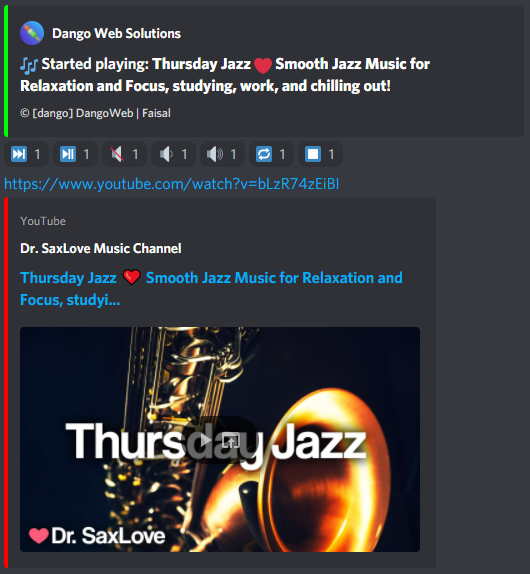 Dango Web Solutions
🎶 Started playing: Thursday Jazz ❤️ Smooth Jazz Music for
Relaxation and Focus, studying, work, and chilling out!
© [dango] DangoWeb | Faisal
1 1 1 1 1 1 1
https://www.youtube.com/watch?v=bLzR74zEiBI
YouTube
Dr. SaxLove Music Channel
Thursday Jazz ❤️ Smooth Jazz Music for Relaxation and
Focus, studyi...
Thursday Jazz
❤️Dr. SaxLove